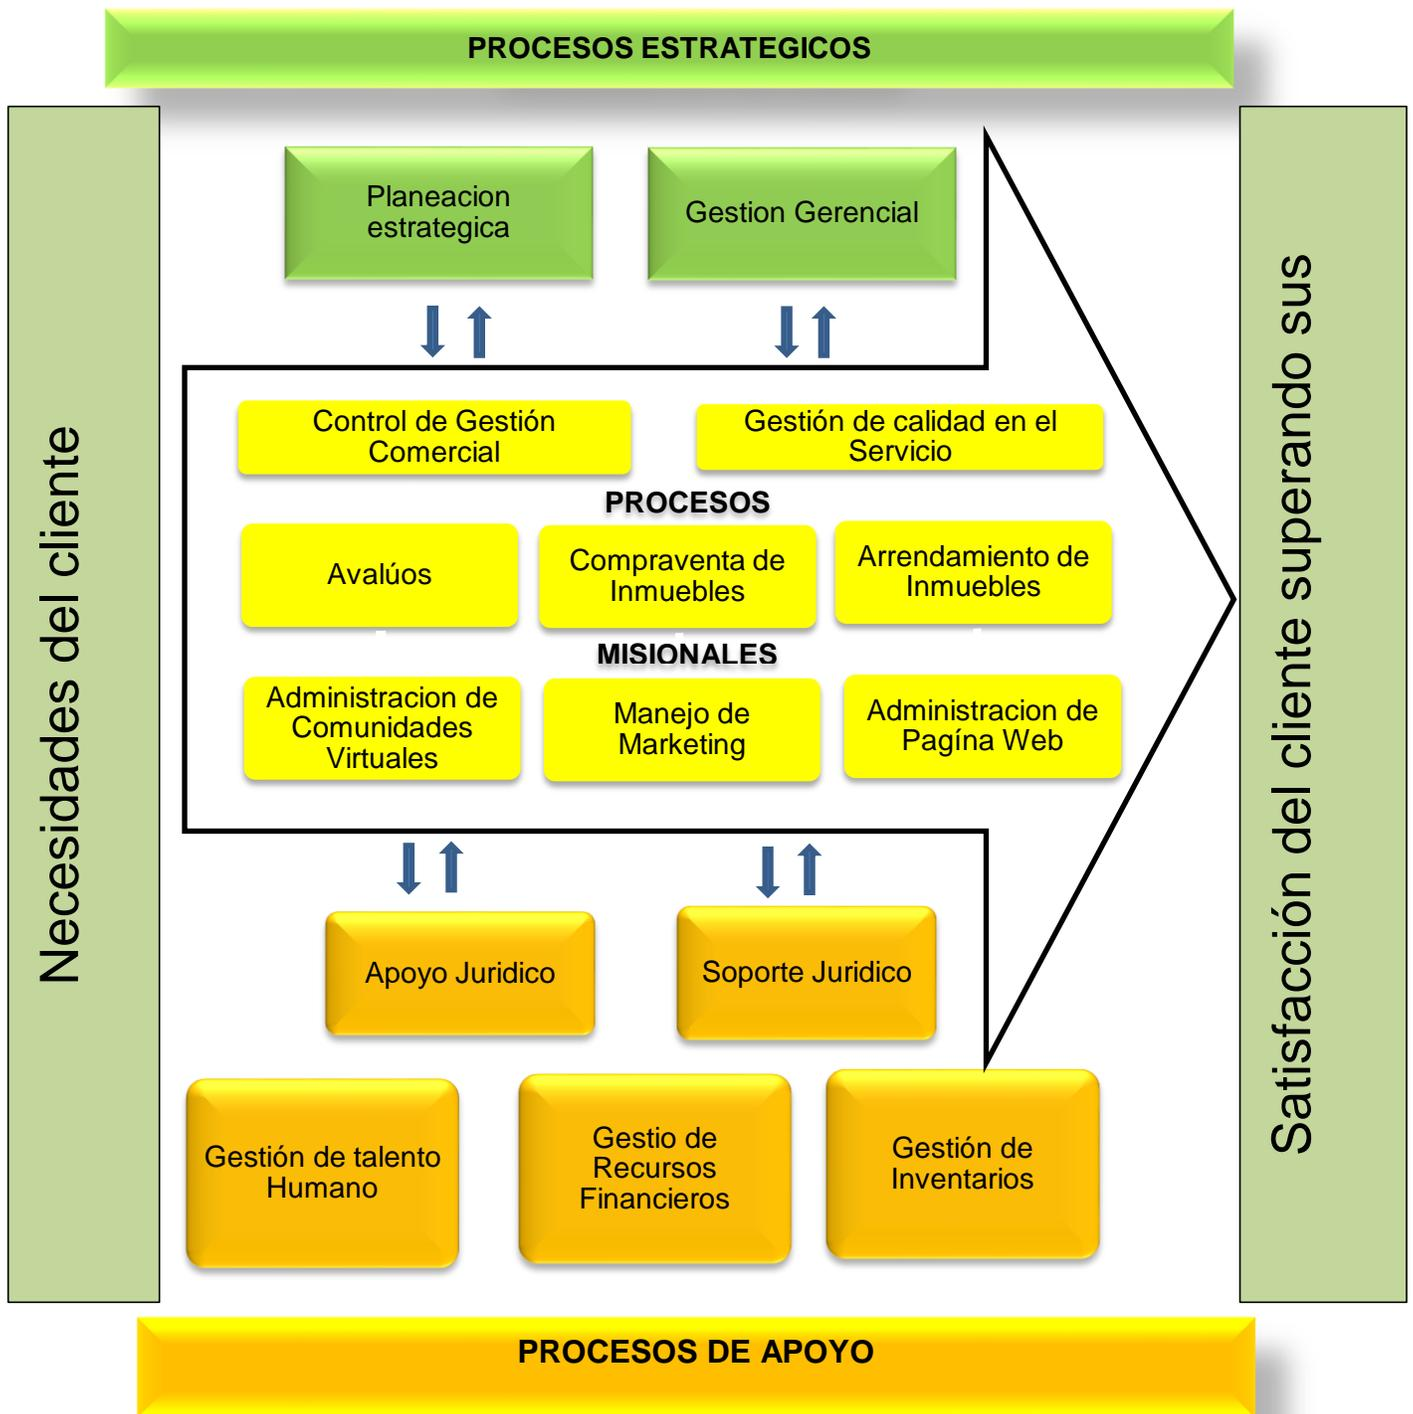 PROCESOS ESTRATEGICOS
Necesidades del cliente
Planeacion
estrategica
Gestion Gerencial
Control de Gestión
Comercial
Gestión de calidad en el
Servicio
PROCESOS
Avalúos
Compraventa de
Inmuebles
Arrendamiento de
Inmuebles
MISIONALES
Administracion de
Comunidades
Virtuales
Manejo de
Marketing
Administracion de
Pagína Web
Apoyo Juridico
Soporte Juridico
Gestión de talento
Humano
Gestio de
Recursos
Financieros
Gestión de
Inventarios
Satisfacción del cliente superando sus
PROCESOS DE APOYO